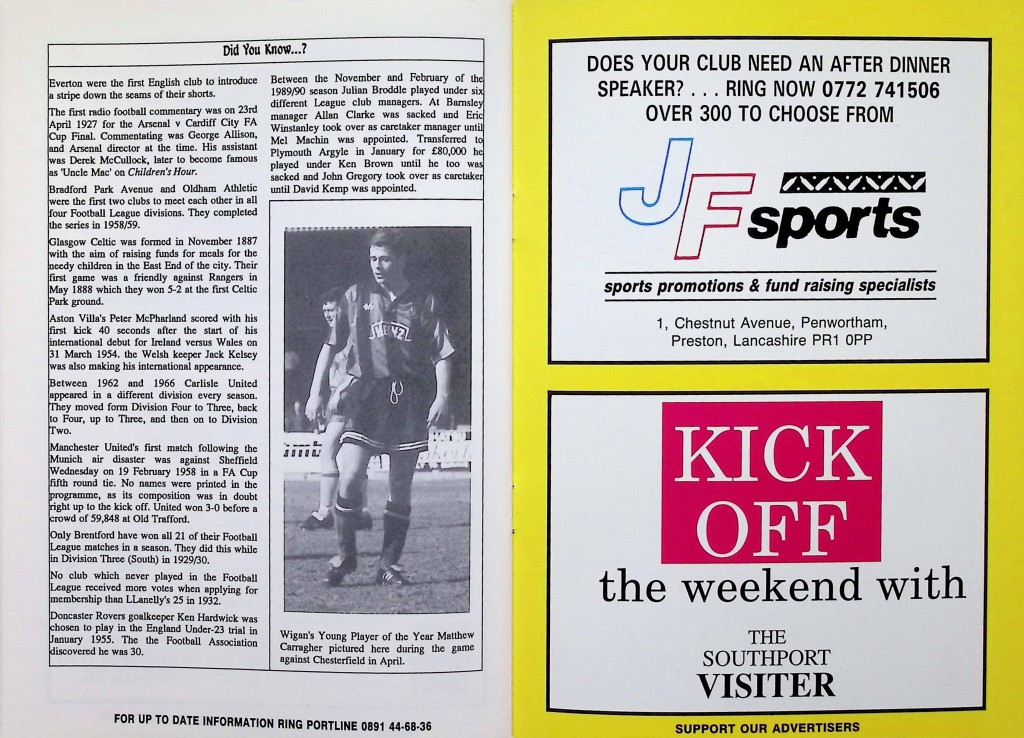 Did You Know...?
Everton were the first English club to introduce
a stripe down the seams of their shorts.
The first radio football commentary was on 23rd
April 1927 for the Arsenal v Cardiff City FA
Cup Final. Commentating was George Allison,
and Arsenal director at the time. His assistant
was Derek McCullock, later to become famous
as 'Uncle Mac' on Children's Hour.
Bradford Park Avenue and Oldham Athletic
were the first two clubs to meet each other in all
four Football League divisions. They completed
the series in 1958/59.
Glasgow Celtic was formed in November 1887
with the aim of raising funds for meals for the
needy children in the East End of the city. Their
first game was a friendly against Rangers in
May 1888 which they won 5-2 at the first Celtic
Park ground.
Aston Villa's Peter McPharland scored with his
first kick 40 seconds after the start of his
international debut for Ireland versus Wales on
31 March 1954. the Welsh keeper Jack Kelsey
was also making his international appearance.
Between 1962 and 1966 Carlisle United
appeared in a different division every season.
They moved form Division Four to Three, back
to Four, up to Three, and then on to Division
Two.
Manchester United's first match following the
Munich air disaster was against Sheffield
Wednesday on 19 February 1958 in a FA Cup
fifth round tie. No names were printed in the
programme, as its composition was in doubt
right up to the kick off. United won 3-0 before a
crowd of 59,848 at Old Trafford.
Only Brentford have won all 21 of their Football
League matches in a season. They did this while
in Division Three (South) in 1929/30.
No club which never played in the Football
League received more votes when applying for
membership than LLanelly's 25 in 1932.
Doncaster Rovers goalkeeper Ken Hardwick was
chosen to play in the England Under-23 trial in
January 1955. The the Football Association
discovered he was 30.
Between the November and February of the
1989/90 season Julian Broddle played under six
different League club managers. At Barnsley
manager Allan Clarke was sacked and Eric
Winstanley took over as caretaker manager until
Mel Machin was appointed. Transferred to
Plymouth Argyle in January for £80,000 he
played under Ken Brown until he too was
sacked and John Gregory took over as caretaker
until David Kemp was appointed.
HEINZ
Wigan's Young Player of the Year Matthew
Carragher pictured here during the game
against Chesterfield in April.
FOR UP TO DATE INFORMATION RING PORTLINE 0891 44-68-36
DOES YOUR CLUB NEED AN AFTER DINNER
SPEAKER? . . . RING NOW 0772 741506
OVER 300 TO CHOOSE FROM
JF sports
sports promotions & fund raising specialists
1, Chestnut Avenue, Penwortham,
Preston, Lancashire PR1 0PP
KICK
OFF
the weekend with
THE
SOUTHPORT
VISITER
SUPPORT OUR ADVERTISERS